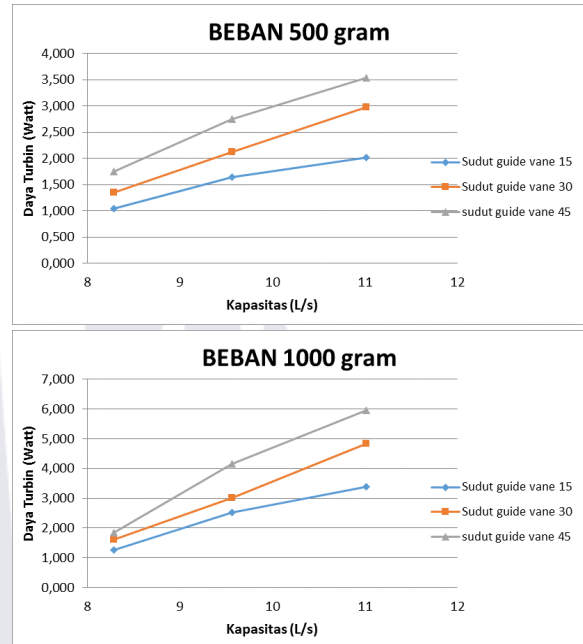 BEBAN 500 gram
Daya Turbin (Watt)
4,000
3,500
3,000
2,500
2,000
1,500
1,000
0,500
0,000
8 9 10 11 12
Kapasitas (L/s)
Sudut guide vane 15
Sudut guide vane 30
sudut guide vane 45
BEBAN 1000 gram
Daya Turbin (Watt)
7,000
6,000
5,000
4,000
3,000
2,000
1,000
0,000
8 9 10 11 12
Kapasitas (L/s)
Sudut guide vane 15
Sudut guide vane 30
sudut guide vane 45